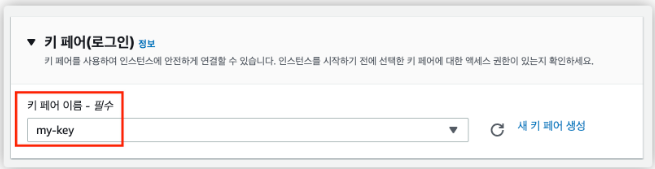 키 페어(로그인) 정보
키 페어를 사용하여 인스턴스에 안전하게 연결할 수 있습니다. 인스턴스를 시작하기 전에 선택한 키 페어에 대한 액세스 권한이 있는지 확인하세요.
키 페어 이름 - 필수
my-key
새 키 페어 생성